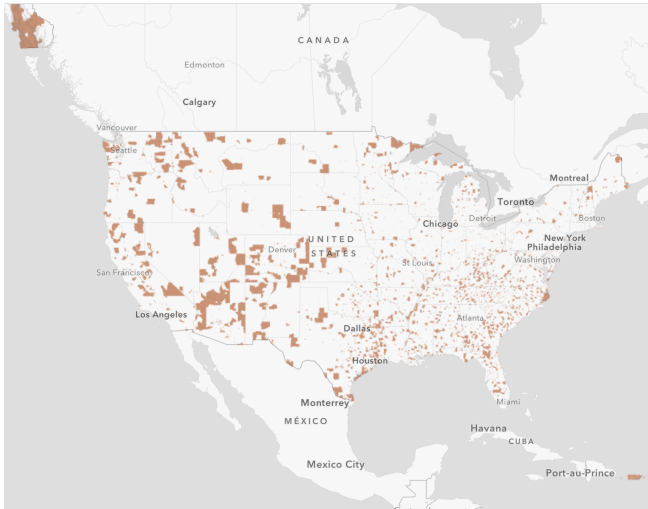 CANADA
Edmonton
Calgary
Vancouver
Seattle
Montreal
Toronto
Chicago
Detroit
Boston
UNITED
STATES
Denver
New York
Philadelphia
San Francisco
St Louis
Washington
Los Angeles
Atlanta
Dallas
Houston
Monterrey
Miami
MÉXICO
Havana
CUBA
Mexico City
Port-au-Prince